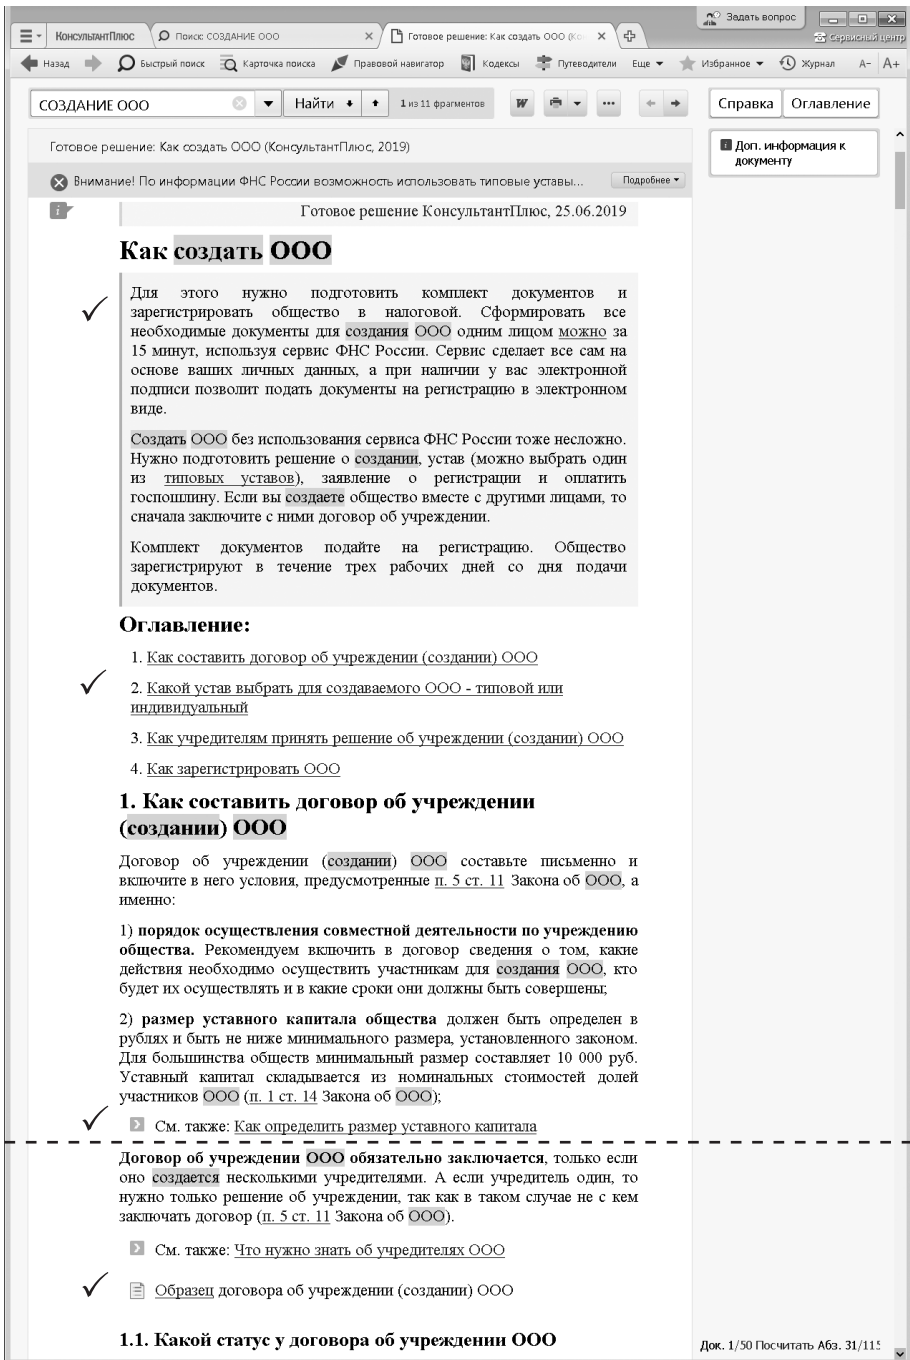 Задать вопрос
КонсультантПлюс
Поиск: СОЗДАНИЕ ООО
Готовое решение: Как создать ООО (Ко
Сервисный центр
Назад
Быстрый поиск
Карточка поиска
Правовой навигатор
Кодексы
Путеводители
Еще
Избранное
Журнал
А- А+
СОЗДАНИЕ ООО
Найти
1 из 11 фрагментов
W
Справка
Оглавление
Готовое решение: Как создать ООО (КонсультантПлюс, 2019)
i Доп. информация к
документу
Внимание! По информации ФНС России возможность использовать типовые уставы...
Подробнее
i
Готовое решение КонсультантПлюс, 25.06.2019
Как создать ООО
Для этого нужно подготовить комплект документов и
зарегистрировать общество в налоговой. Сформировать все
необходимые документы для создания ООО одним лицом можно за
15 минут, используя сервис ФНС России. Сервис сделает все сам на
основе ваших личных данных, а при наличии у вас электронной
подписи позволит подать документы на регистрацию в электронном
виде.
Создать ООО без использования сервиса ФНС России тоже несложно.
Нужно подготовить решение о создании, устав (можно выбрать один
из типовых уставов), заявление о регистрации и оплатить
госпошлину. Если вы создаете общество вместе с другими лицами, то
сначала заключите с ними договор об учреждении.
Комплект документов подайте на регистрацию. Общество
зарегистрируют в течение трех рабочих дней со дня подачи
документов.
Оглавление:
1. Как составить договор об учреждении (создании) ООО
2. Какой устав выбрать для создаваемого ООО - типовой или
индивидуальный
3. Как учредителям принять решение об учреждении (создании) ООО
4. Как зарегистрировать ООО
1. Как составить договор об учреждении
(создании) ООО
Договор об учреждении (создании) ООО составьте письменно и
включите в него условия, предусмотренные п. 5 ст. 11 Закона об ООО, а
именно:
1) порядок осуществления совместной деятельности по учреждению
общества. Рекомендуем включить в договор сведения о том, какие
действия необходимо осуществить участникам для создания ООО, кто
будет их осуществлять и в какие сроки они должны быть совершены;
2) размер уставного капитала общества должен быть определен в
рублях и быть не ниже минимального размера, установленного законом.
Для большинства обществ минимальный размер составляет 10 000 руб.
Уставный капитал складывается из номинальных стоимостей долей
участников ООО (п. 1 ст. 14 Закона об ООО);
См. также: Как определить размер уставного капитала
Договор об учреждении ООО обязательно заключается, только если
оно создается несколькими учредителями. А если учредитель один, то
нужно только решение об учреждении, так как в таком случае не с кем
заключать договор (п. 5 ст. 11 Закона об ООО).
См. также: Что нужно знать об учредителях ООО
Образец договора об учреждении (создании) ООО
1.1. Какой статус у договора об учреждении ООО
Док. 1/50 Посчитать Абз. 31/115